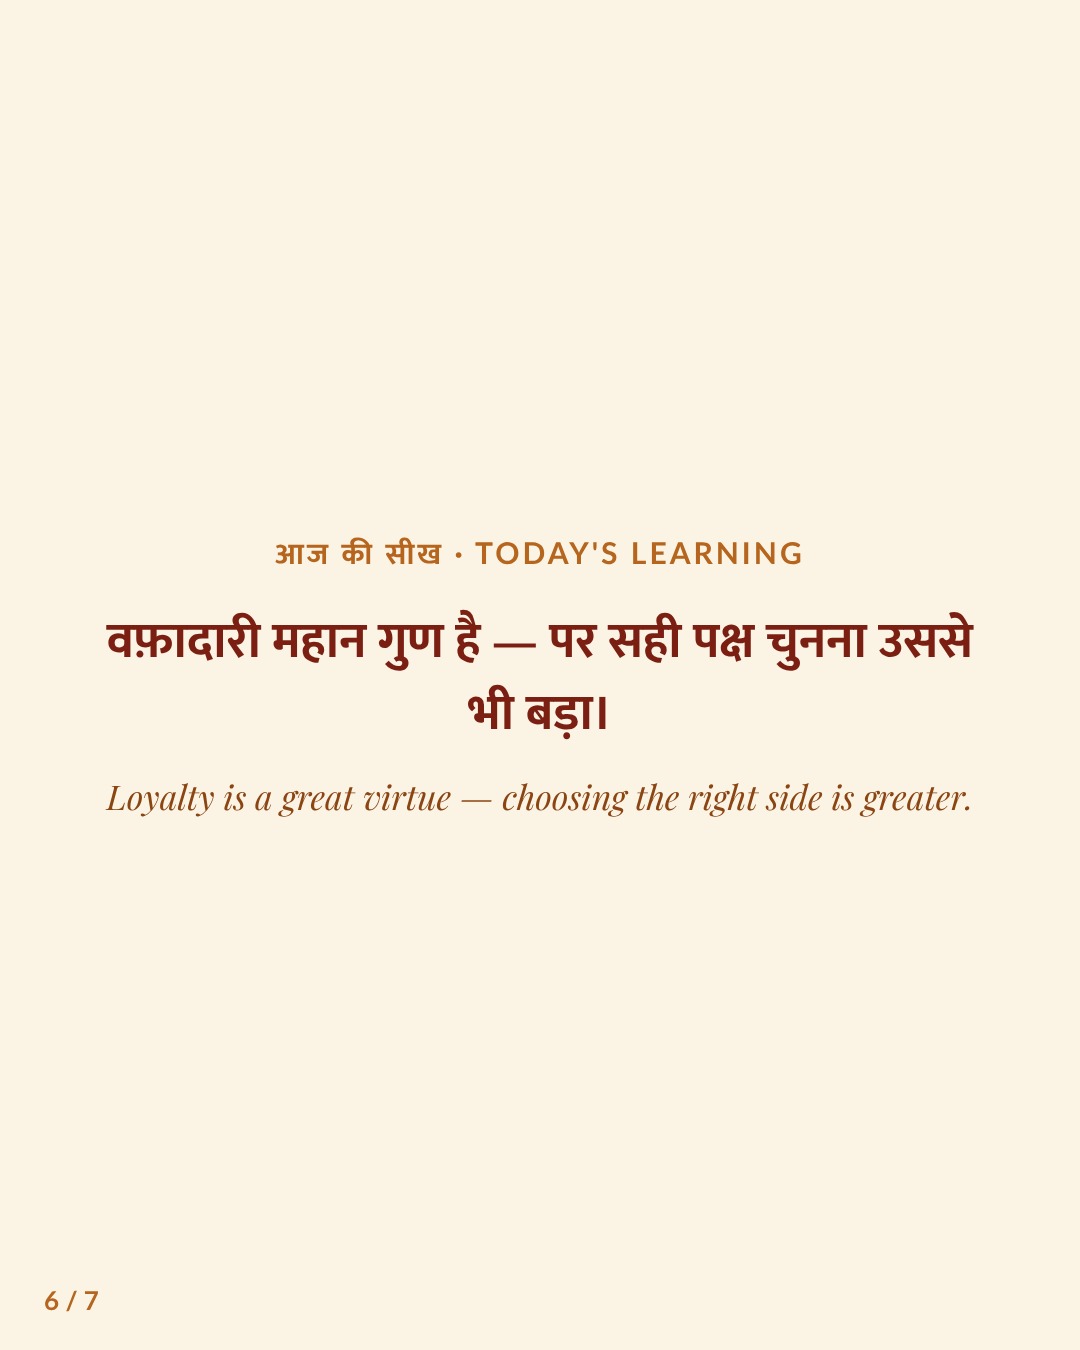 आज की सीख · TODAY'S LEARNING
वफ़ादारी महान गुण है — पर सही पक्ष चुनना उससे
भी बड़ा।
Loyalty is a great virtue — choosing the right side is greater.
6 / 7